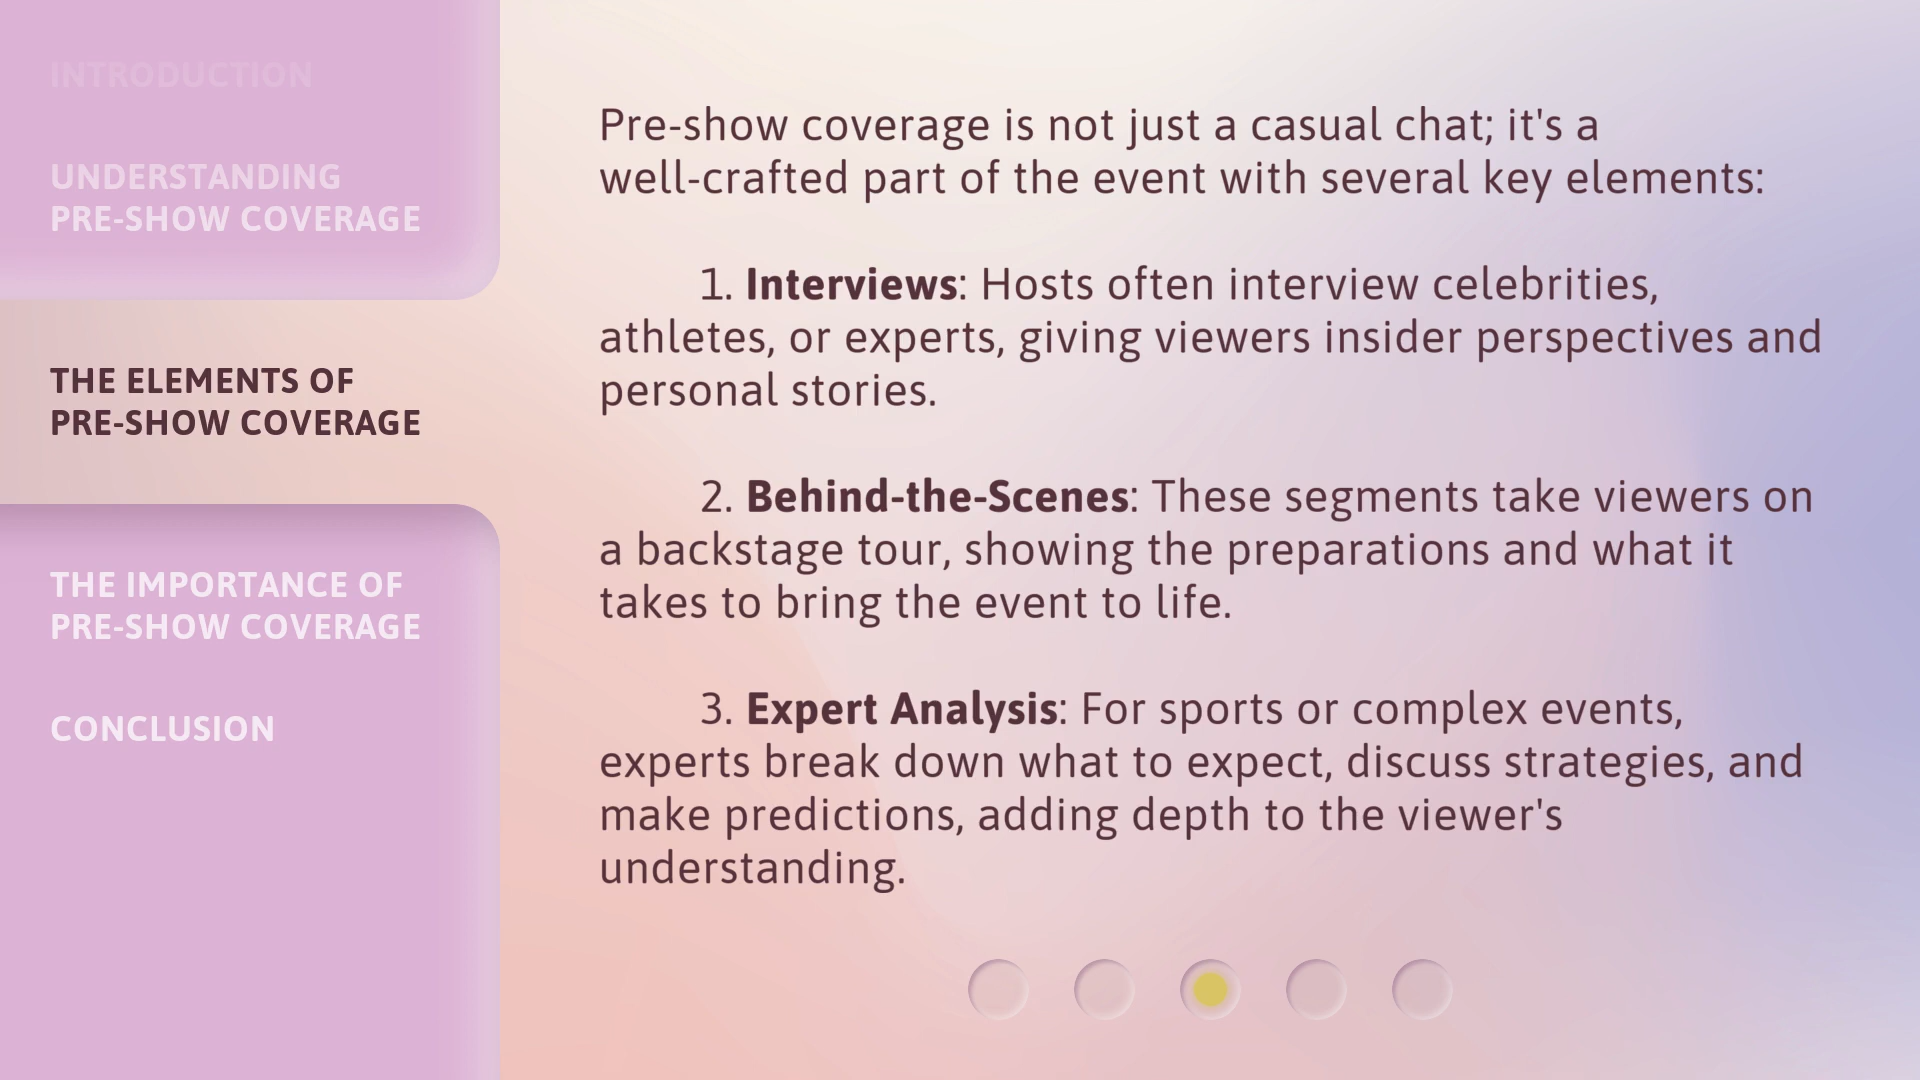 INTRODUCTION
UNDERSTANDING
PRE-SHOW COVERAGE
THE ELEMENTS OF
PRE-SHOW COVERAGE
THE IMPORTANCE OF
PRE-SHOW COVERAGE
CONCLUSION
Pre-show coverage is not just a casual chat; it's a
well-crafted part of the event with several key elements:
1. Interviews: Hosts often interview celebrities,
athletes, or experts, giving viewers insider perspectives and
personal stories.
2. Behind-the-Scenes: These segments take viewers on
a backstage tour, showing the preparations and what it
takes to bring the event to life.
3. Expert Analysis: For sports or complex events,
experts break down what to expect, discuss strategies, and
make predictions, adding depth to the viewer's
understanding.